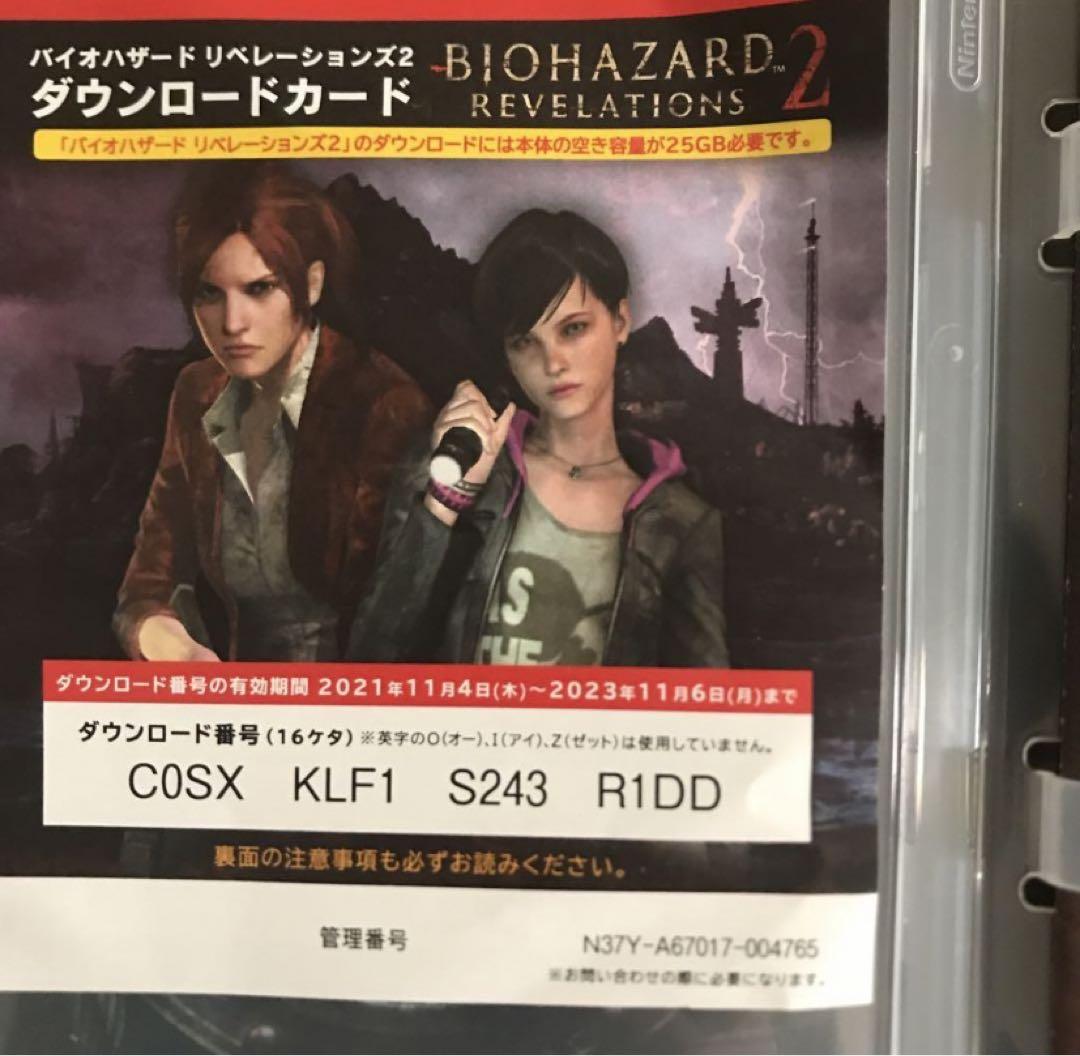 バイオハザード リベレーションズ2
ダウンロードカード
BIOHAZARD™ 2
REVELATIONS
「バイオハザード リベレーションズ2」のダウンロードには本体の空き容量が25GB必要です。
AS
THE
ダウンロード番号の有効期間 2021年11月4日(木)～2023年11月6日(月)まで
ダウンロード番号(16ケタ)※英字のO(オー)、I(アイ)、Z(ゼット)は使用していません。
C0SX KLF1 S243 R1DD
裏面の注意事項も必ずお読みください。
管理番号 N37Y-A67017-004765
※お問い合わせの際に必要になります。